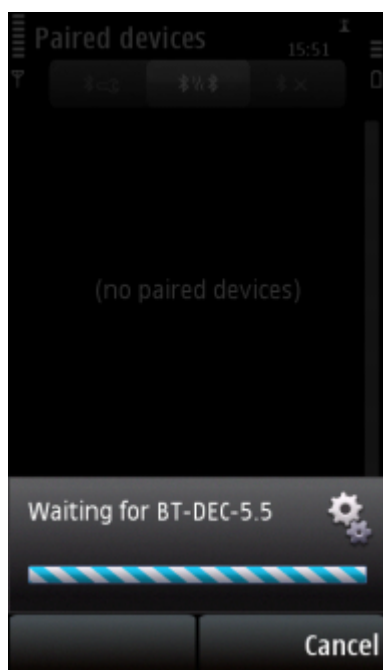 Paired devices
15:51
(no paired devices)
Waiting for BT-DEC-5.5
Cancel